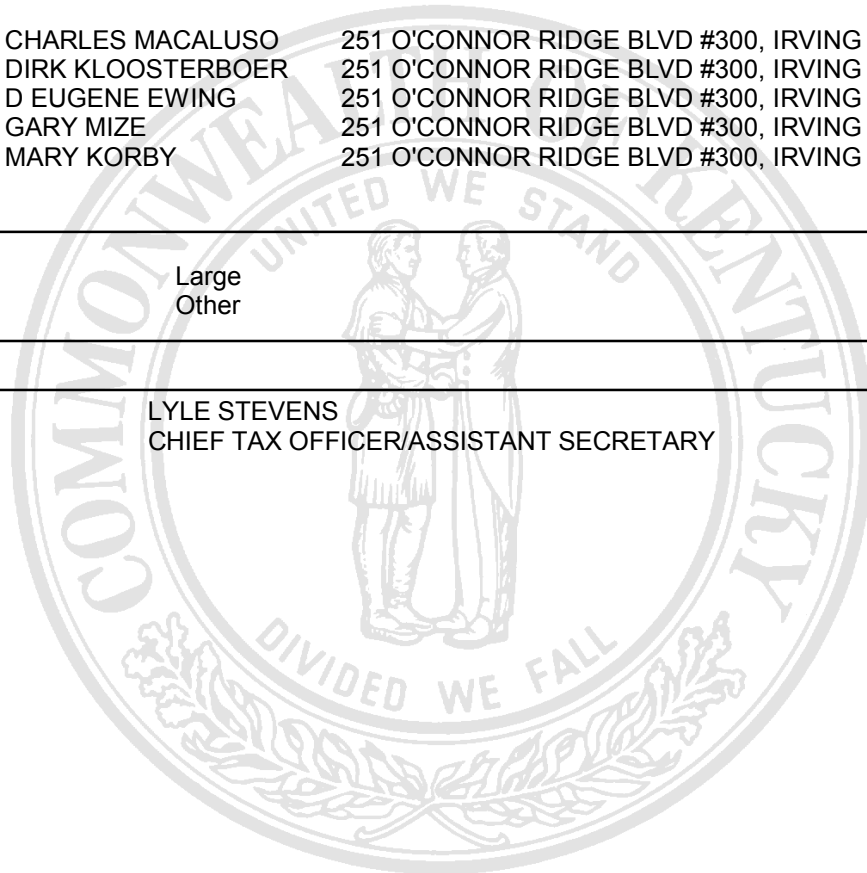 CHARLES MACALUSO 251 O'CONNOR RIDGE BLVD #300, IRVING
DIRK KLOOSTERBOER 251 O'CONNOR RIDGE BLVD #300, IRVING
D EUGENE EWING 251 O'CONNOR RIDGE BLVD #300, IRVING
GARY MIZE 251 O'CONNOR RIDGE BLVD #300, IRVING
MARY KORBY 251 O'CONNOR RIDGE BLVD #300, IRVING
COMMONWEALTH OF KENTUCKY
UNITED WE STAND
Large
Other
LYLE STEVENS
CHIEF TAX OFFICER/ASSISTANT SECRETARY
DIVIDED WE FALL